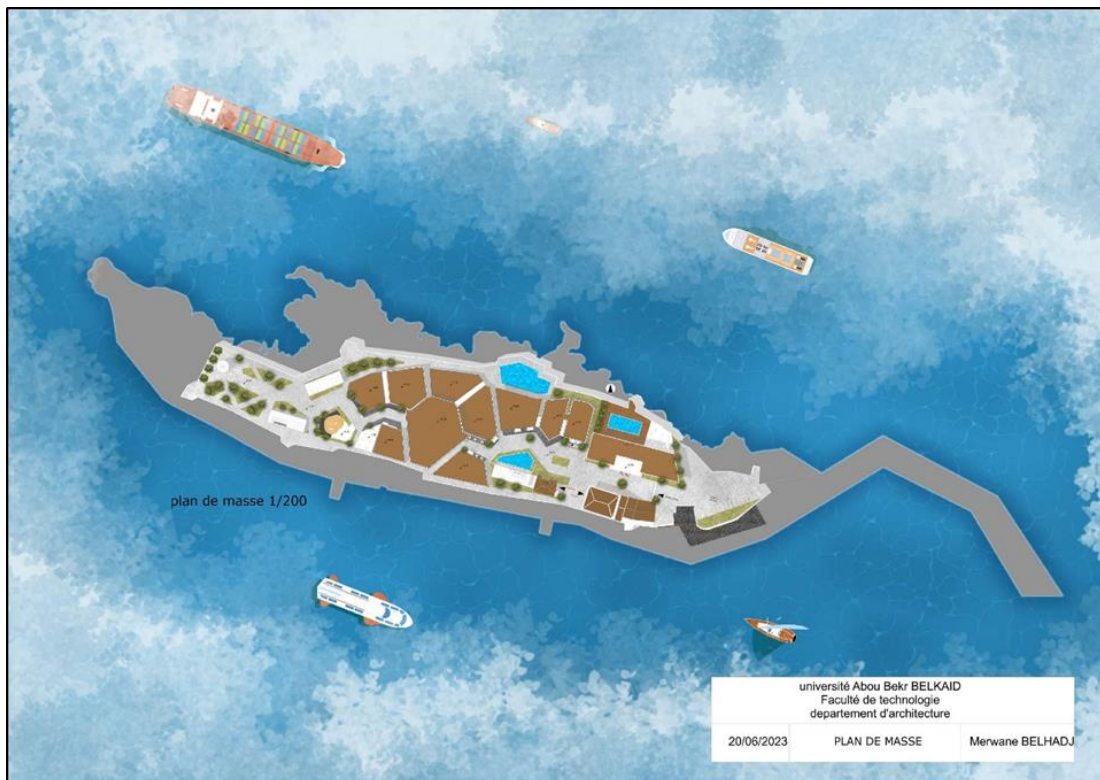 plan de masse 1/200
université Abou Bekr BELKAID
Faculté de technologie
departement d'architecture
20/06/2023 PLAN DE MASSE Merwane BELHADJ